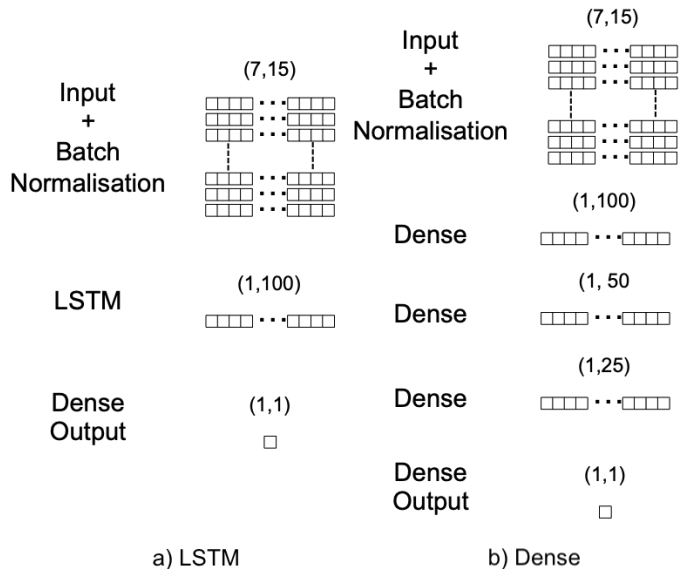 (7,15)
Input
+
Batch
Normalisation
LSTM
(1,100)
Dense
Output
(1,1)
a) LSTM
(7,15)
Input
+
Batch
Normalisation
(1,100)
Dense
(1, 50
Dense
(1,25)
Dense
Dense
Output
(1,1)
b) Dense